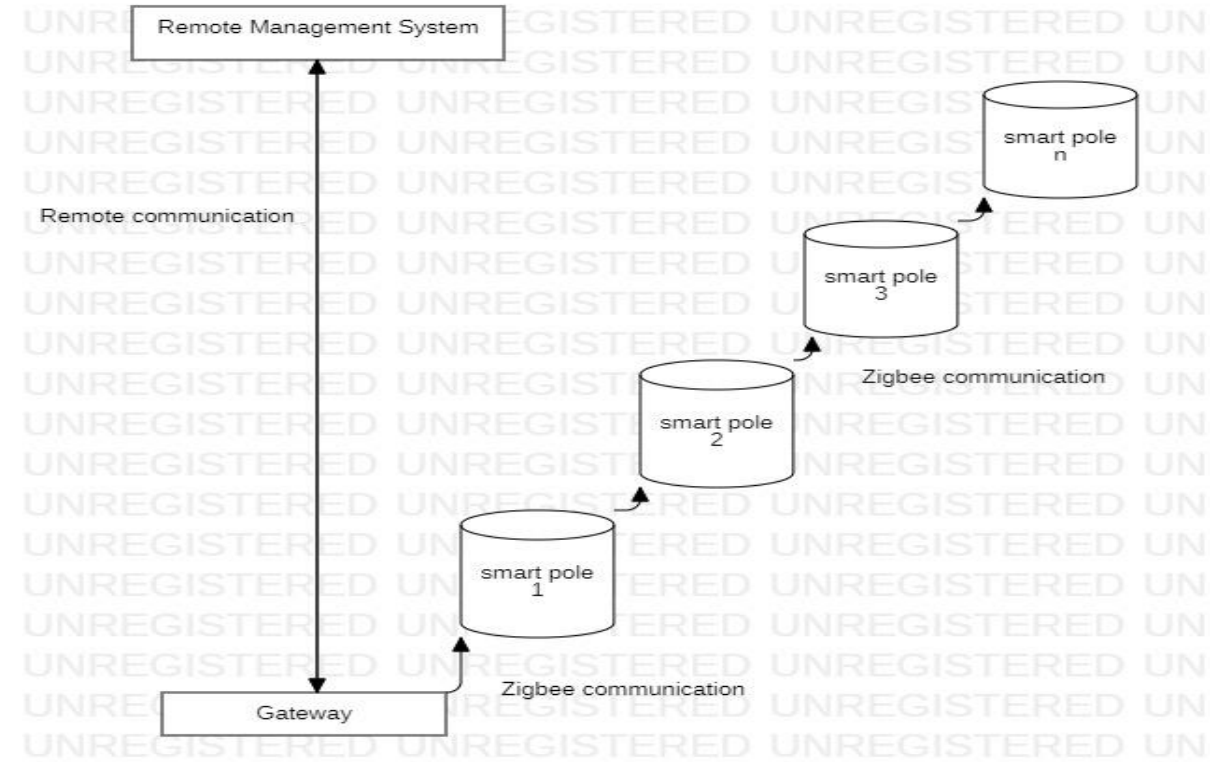 Remote Management System
smart pole
n
Remote communication
smart pole
3
Zigbee communication
smart pole
2
smart pole
1
Zigbee communication
Gateway
UNREGISTERED